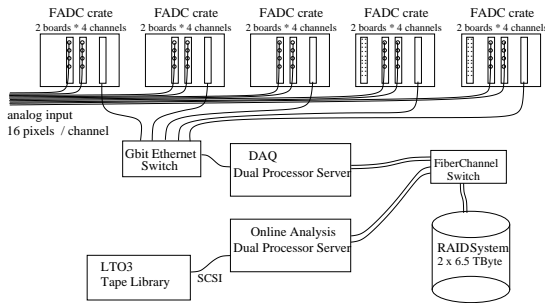 FADC crate FADC crate FADC crate FADC crate FADC crate
2 boards * 4 channels 2 boards * 4 channels 2 boards * 4 channels 2 boards * 4 channels 2 boards * 4 channels
analog input
16 pixels / channel
Gbit Ethernet
Switch
DAQ
Dual Processor Server
FiberChannel
Switch
Online Analysis
Dual Processor Server
RAIDSystem
2 x 6.5 TByte
LTO3
Tape Library
SCSI